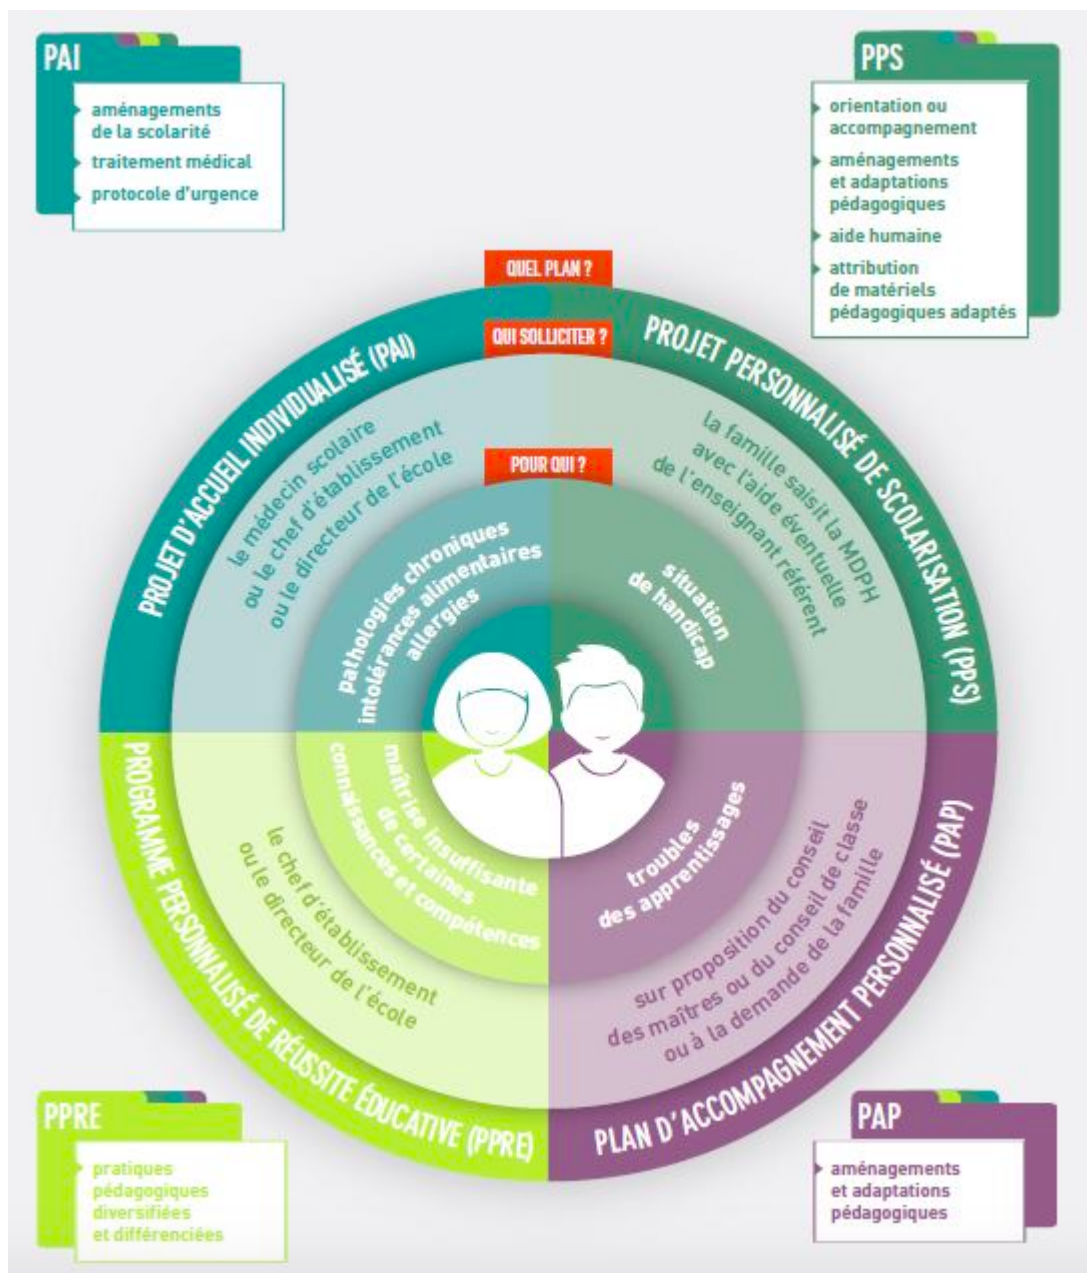 PAI
aménagements
de la scolarité
traitement médical
protocole d'urgence
PPS
orientation ou
accompagnement
aménagements
et adaptations
pédagogiques
aide humaine
attribution
de matériels
pédagogiques adaptés
QUEL PLAN ?
QUI SOLLICITER ?
POUR QUI ?
PROJET D'ACCUEIL INDIVIDUALISÉ (PAI)
le médecin scolaire
ou le chef d'établissement
ou le directeur de l'école
pathologies chroniques
intolérances alimentaires
allergies
PROJET PERSONNALISÉ DE SCOLARISATION (PPS)
la famille saisit la MDPH
avec l'aide éventuelle
de l'enseignant référent
situation
de handicap
PROGRAMME PERSONNALISÉ DE RÉUSSITE ÉDUCATIVE (PPRE)
le chef d'établissement
ou le directeur de l'école
maîtrise insuffisante
de certaines
connaissances et compétences
PLAN D'ACCOMPAGNEMENT PERSONNALISÉ (PAP)
sur proposition du conseil
des maîtres ou du conseil de classe
ou à la demande de la famille
troubles
des apprentissages
PPRE
pratiques
pédagogiques
diversifiées
et différenciées
PAP
aménagements
et adaptations
pédagogiques